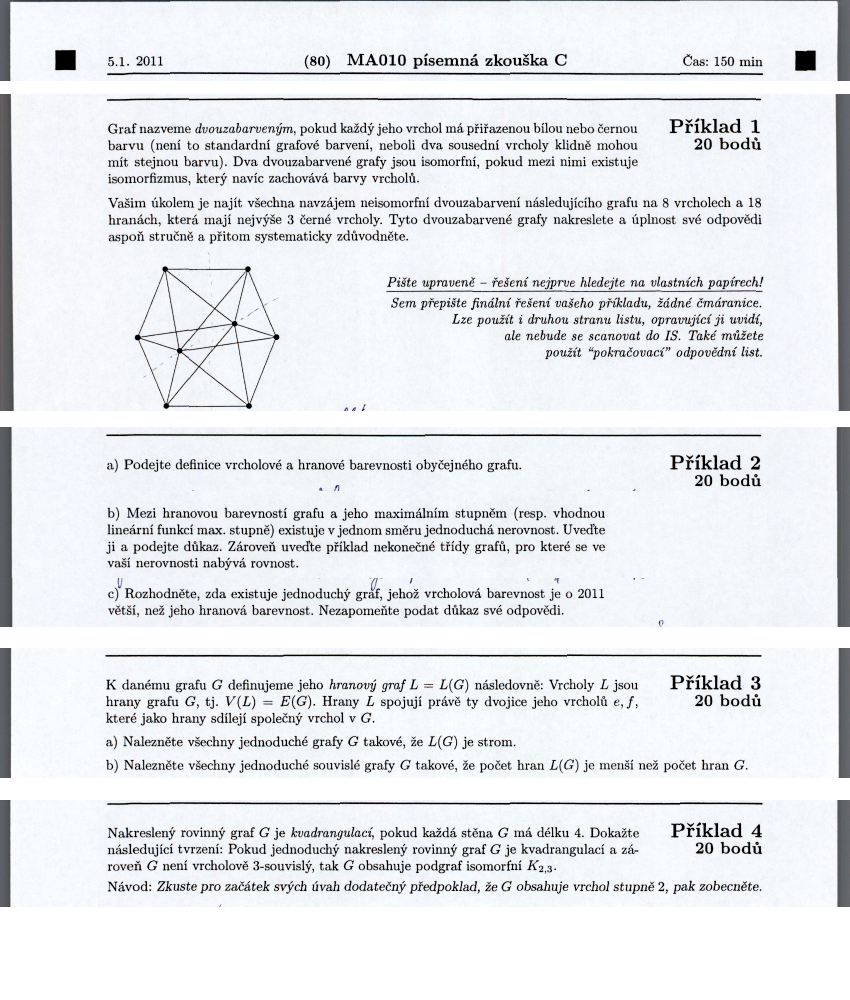 5.1. 2011 (80) MA010 písemná zkouška C Čas: 150 min
Graf nazveme dvouzabarveným, pokud každý jeho vrchol má přiřazenou bílou nebo černou
barvu (není to standardní grafové barvení, neboli dva sousední vrcholy klidně mohou
mít stejnou barvu). Dva dvouzabarvené grafy jsou isomorfní, pokud mezi nimi existuje
isomorfizmus, který navíc zachovává barvy vrcholů.
Příklad 1
20 bodů
Vašim úkolem je najít všechna navzájem neisomorfní dvouzabarvení následujícího grafu na 8 vrcholech a 18
hranách, která mají nejvýše 3 černé vrcholy. Tyto dvouzabarvené grafy nakreslete a úplnost své odpovědi
aspoň stručně a přitom systematicky zdůvodněte.
Pište upraveně – řešení nejprve hledejte na vlastních papírech!
Sem přepište finální řešení vašeho příkladu, žádné čmáranice.
Lze použít i druhou stranu listu, opravující ji uvidí,
ale nebude se scanovat do IS. Také můžete
použít “pokračovací” odpovědní list.
a) Podejte definice vrcholové a hranové barevnosti obyčejného grafu.
Příklad 2
20 bodů
b) Mezi hranovou barevností grafu a jeho maximálním stupněm (resp. vhodnou
lineární funkcí max. stupně) existuje v jednom směru jednoduchá nerovnost. Uveďte
ji a podejte důkaz. Zároveň uveďte příklad nekonečné třídy grafů, pro které se ve
vaší nerovnosti nabývá rovnost.
c) Rozhodněte, zda existuje jednoduchý graf, jehož vrcholová barevnost je o 2011
větší, než jeho hranová barevnost. Nezapomeňte podat důkaz své odpovědi.
K danému grafu G definujeme jeho hranový graf L = L(G) následovně: Vrcholy L jsou
hrany grafu G, tj. V(L) = E(G). Hrany L spojují právě ty dvojice jeho vrcholů e, f,
které jako hrany sdílejí společný vrchol v G.
Příklad 3
20 bodů
a) Nalezněte všechny jednoduché grafy G takové, že L(G) je strom.
b) Nalezněte všechny jednoduché souvislé grafy G takové, že počet hran L(G) je menší než počet hran G.
Nakreslený rovinný graf G je kvadrangulací, pokud každá stěna G má délku 4. Dokažte
následující tvrzení: Pokud jednoduchý nakreslený rovinný graf G je kvadrangulací a zá-
roveň G není vrcholově 3-souvislý, tak G obsahuje podgraf isomorfní K2,3.
Příklad 4
20 bodů
Návod: Zkuste pro začátek svých úvah dodatečný předpoklad, že G obsahuje vrchol stupně 2, pak zobecněte.